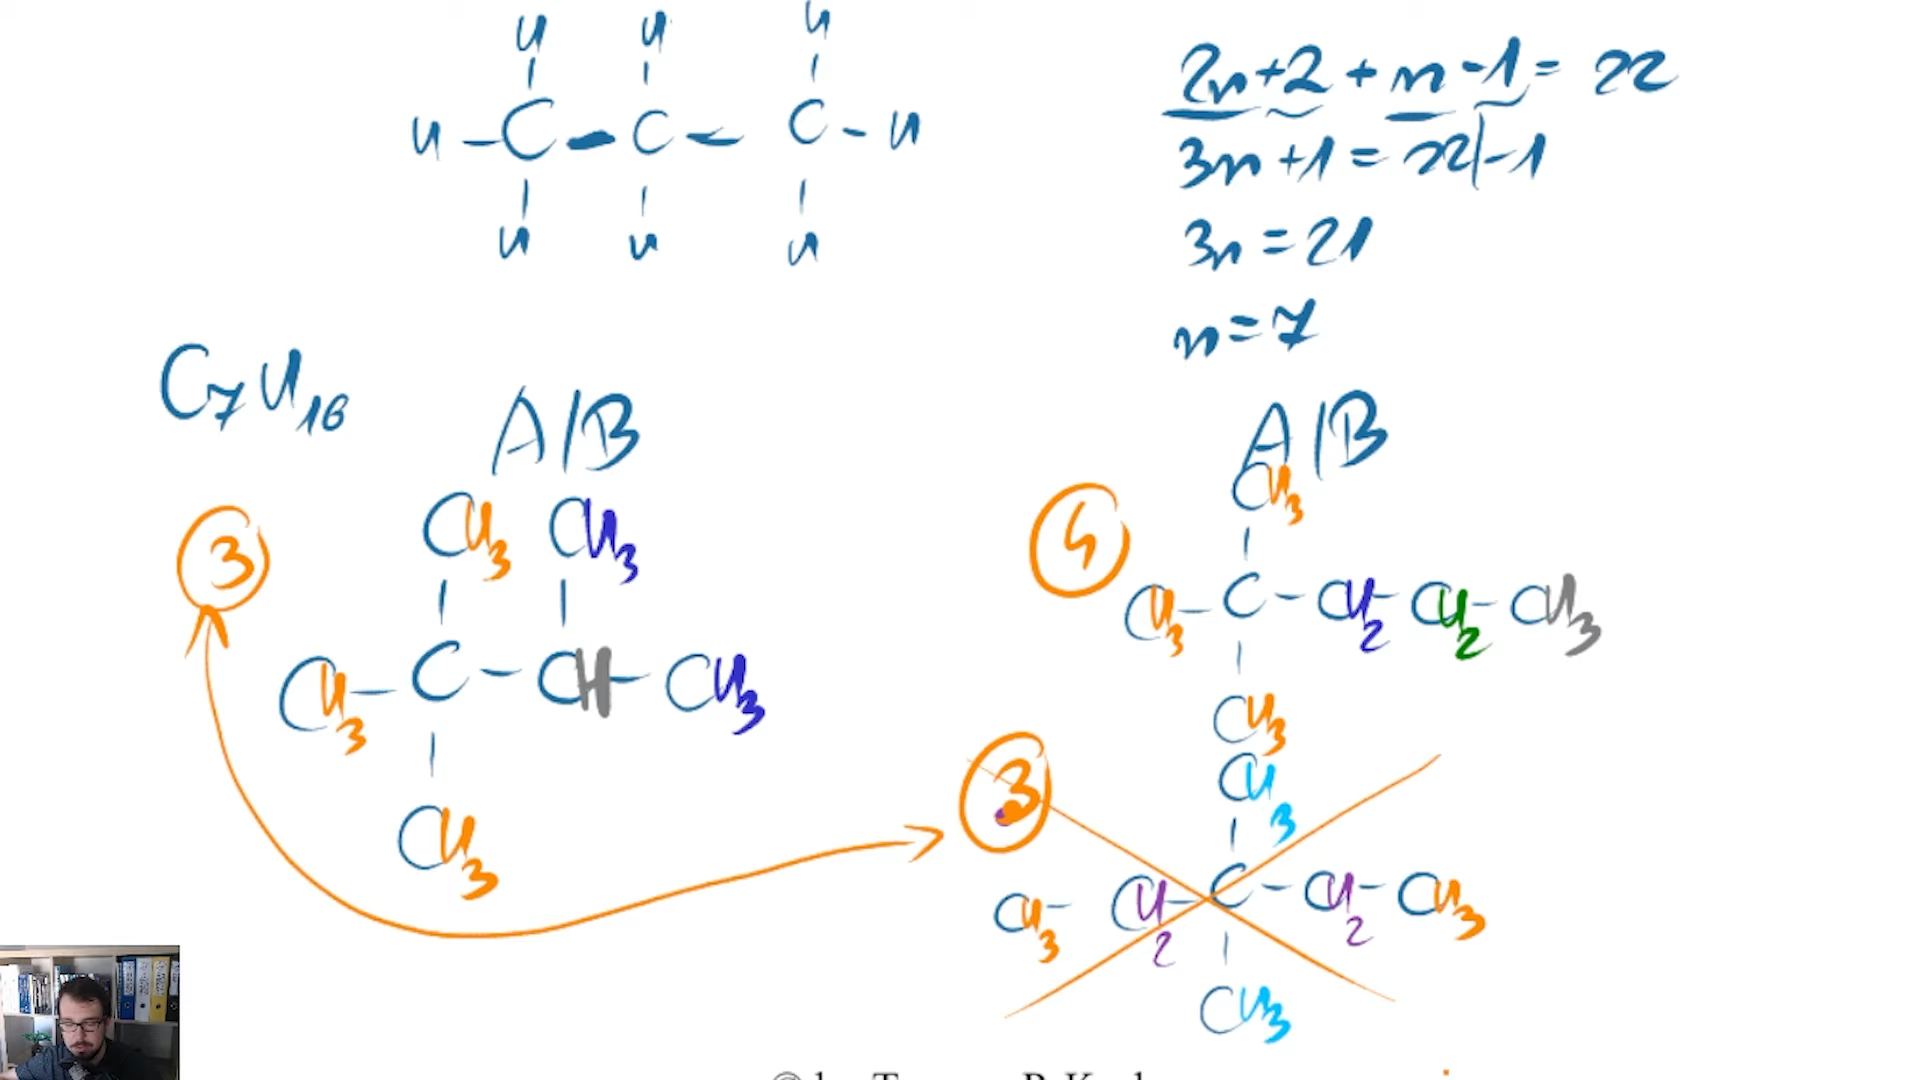 H H H
H - C - C - C - H
H H H
2n+2 + n-1 = 22
3n+1 = 22 |-1
3n = 21
n = 7
C7H16
A/B
3
CH3 CH3
CH3 - C - CH - CH3
CH3
A/B
4
CH3
CH3 - C - CH2 - CH2 - CH3
CH3
3
CH3
CH3 - CH2 - C - CH2 - CH3
CH3